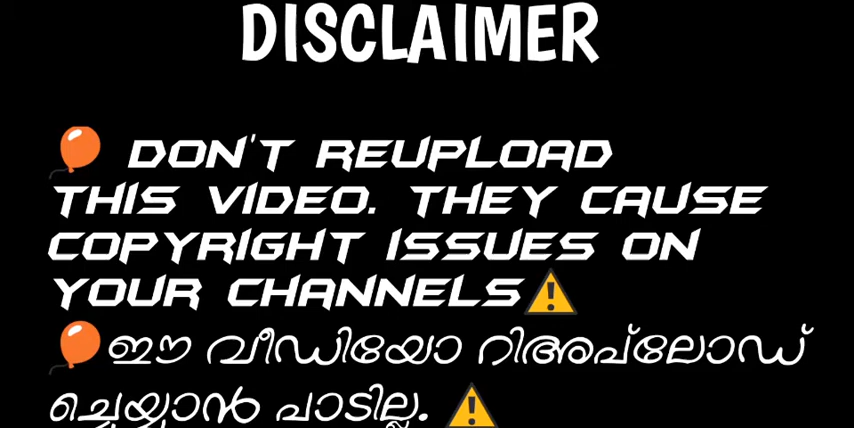 DISCLAIMER
🎈 DON'T REUPLOAD
THIS VIDEO. THEY CAUSE
COPYRIGHT ISSUES ON
YOUR CHANNELS⚠️
🎈ഈ വീഡിയോ റിഅപ്ലോഡ്
ചെയ്യാൻ പാടില്ല. ⚠️